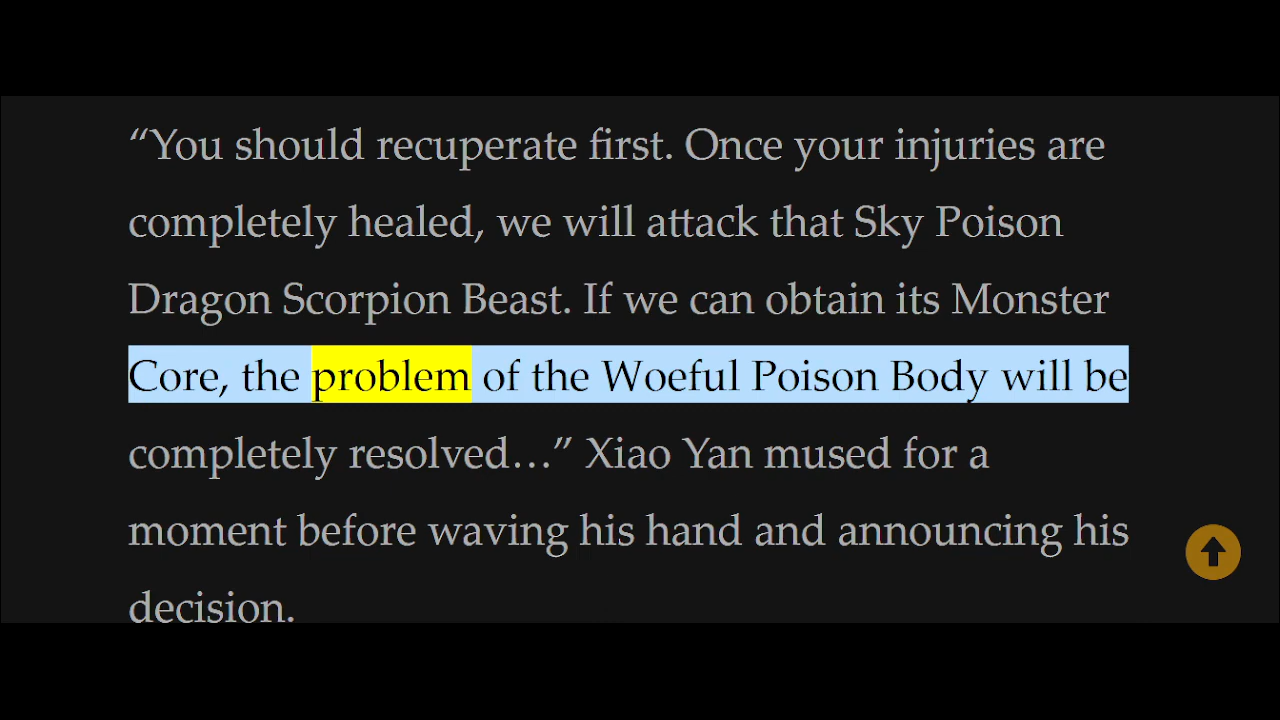 “You should recuperate first. Once your injuries are
completely healed, we will attack that Sky Poison
Dragon Scorpion Beast. If we can obtain its Monster
Core, the problem of the Woeful Poison Body will be
completely resolved…” Xiao Yan mused for a
moment before waving his hand and announcing his
decision.